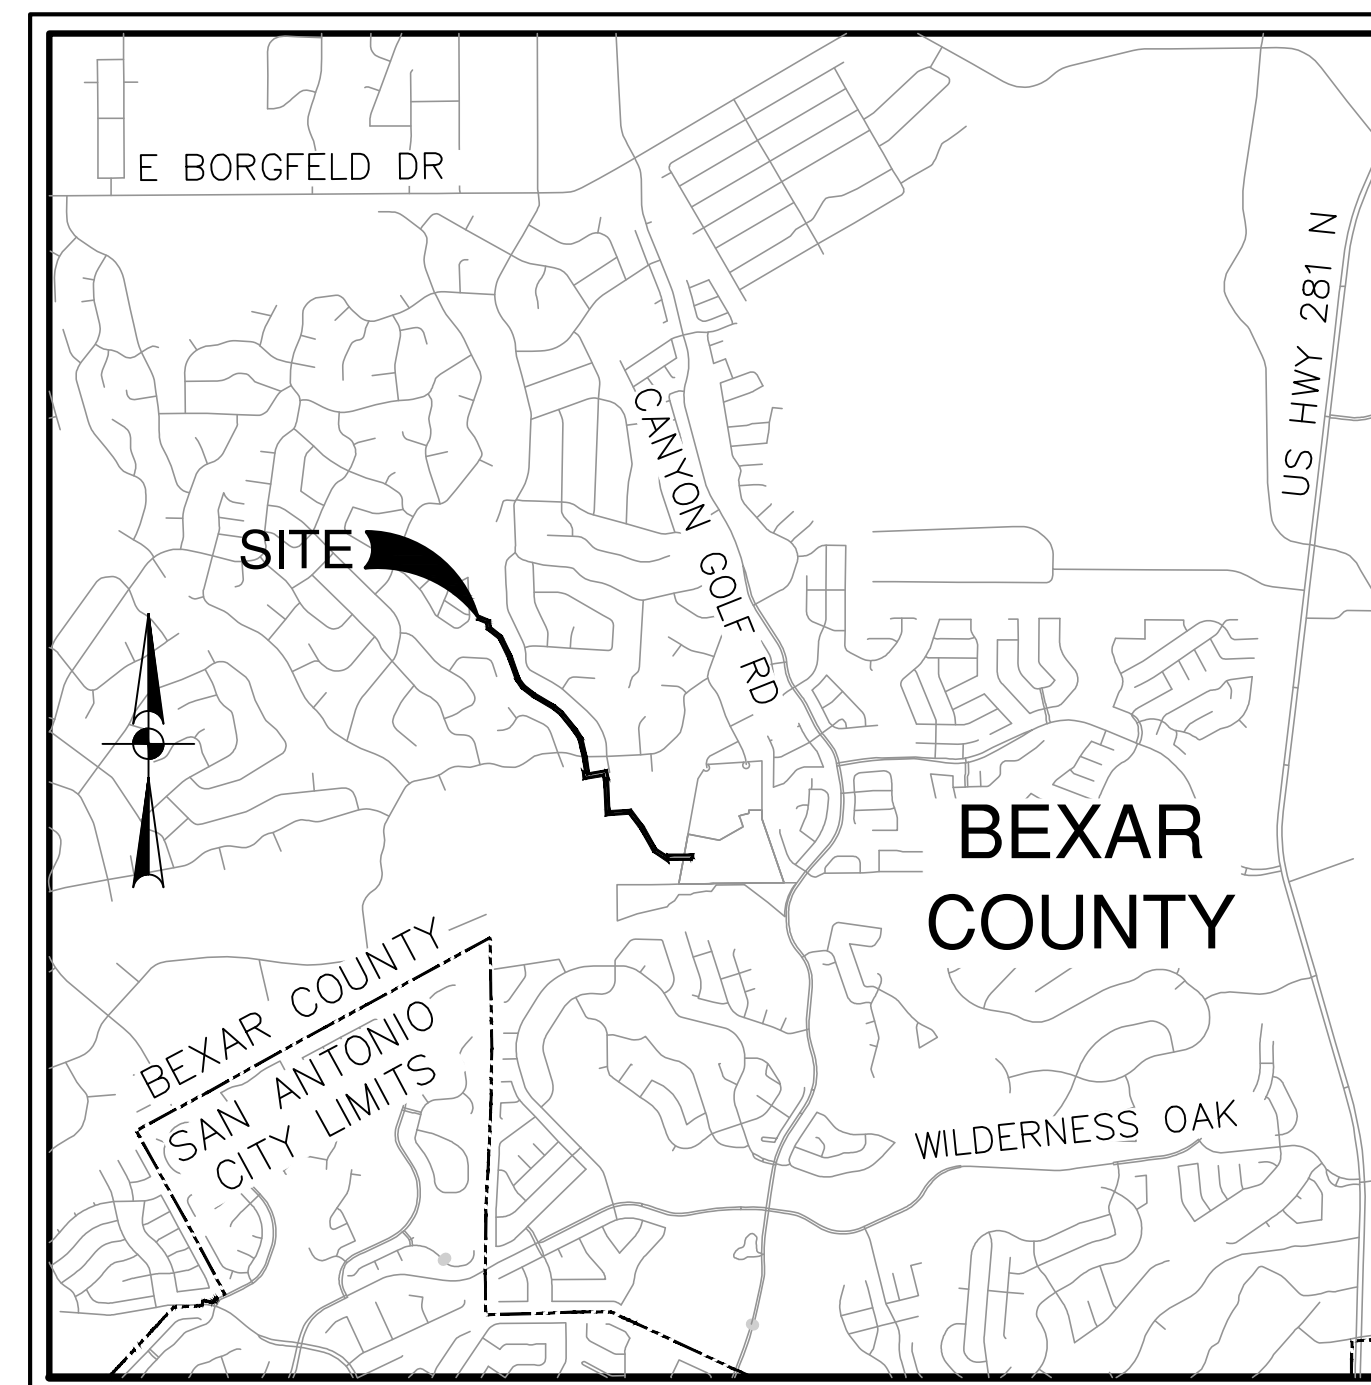 E BORGFELD DR
US HWY 281 N
CANYON GOLF RD
SITE
BEXAR
COUNTY
BEXAR COUNTY
SAN ANTONIO
CITY LIMITS
WILDERNESS OAK